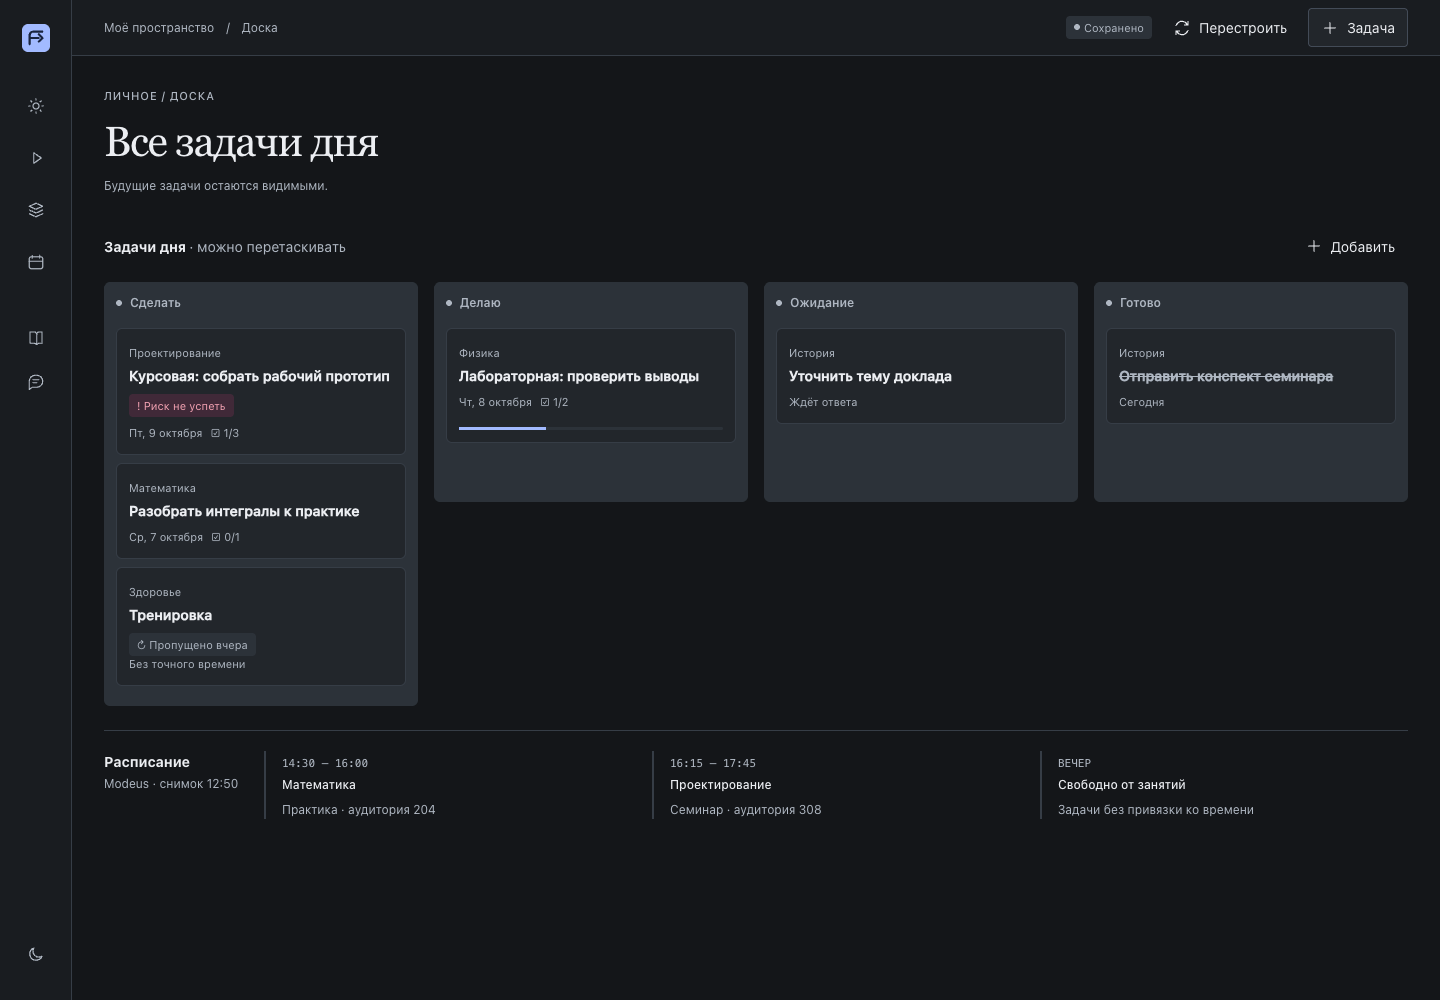 Моё пространство / Доска
Сохранено
Перестроить
Задача
ЛИЧНОЕ / ДОСКА
Все задачи дня
Будущие задачи остаются видимыми.
Задачи дня · можно перетаскивать
Добавить
Сделать
Проектирование
Курсовая: собрать рабочий прототип
! Риск не успеть
Пт, 9 октября 1/3
Математика
Разобрать интегралы к практике
Ср, 7 октября 0/1
Здоровье
Тренировка
Пропущено вчера
Без точного времени
Делаю
Физика
Лабораторная: проверить выводы
Чт, 8 октября 1/2
Ожидание
История
Уточнить тему доклада
Ждёт ответа
Готово
История
Отправить конспект семинара
Сегодня
Расписание
Modeus · снимок 12:50
14:30 – 16:00
Математика
Практика · аудитория 204
16:15 – 17:45
Проектирование
Семинар · аудитория 308
ВЕЧЕР
Свободно от занятий
Задачи без привязки ко времени